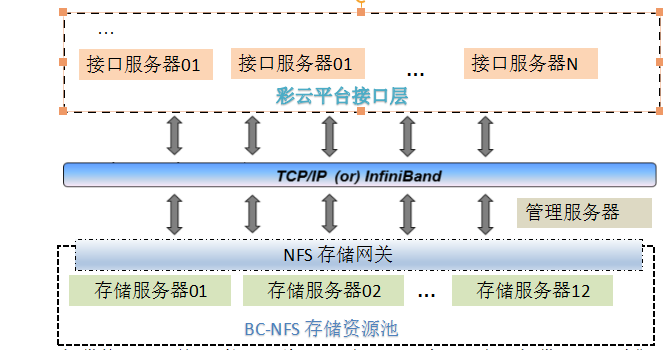 …
接口服务器01 接口服务器01 … 接口服务器N
彩云平台接口层
TCP/IP (or) InfiniBand
管理服务器
NFS 存储网关
存储服务器01 存储服务器02 … 存储服务器12
BC-NFS 存储资源池